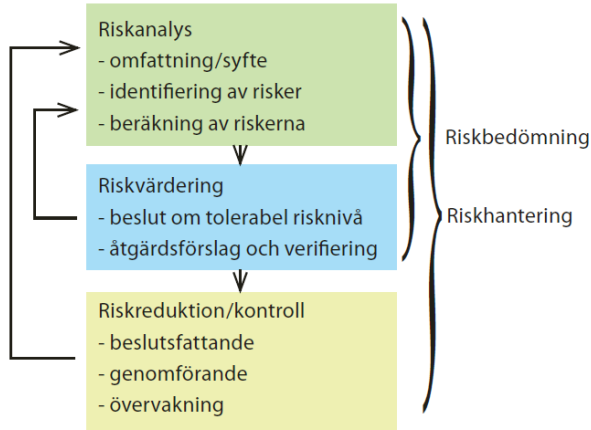 Riskanalys
- omfattning/syfte
- identifiering av risker
- beräkning av riskerna
Riskbedömning
Riskvärdering
- beslut om tolerabel risknivå
- åtgärdsförslag och verifiering
Riskhantering
Riskreduktion/kontroll
- beslutsfattande
- genomförande
- övervakning